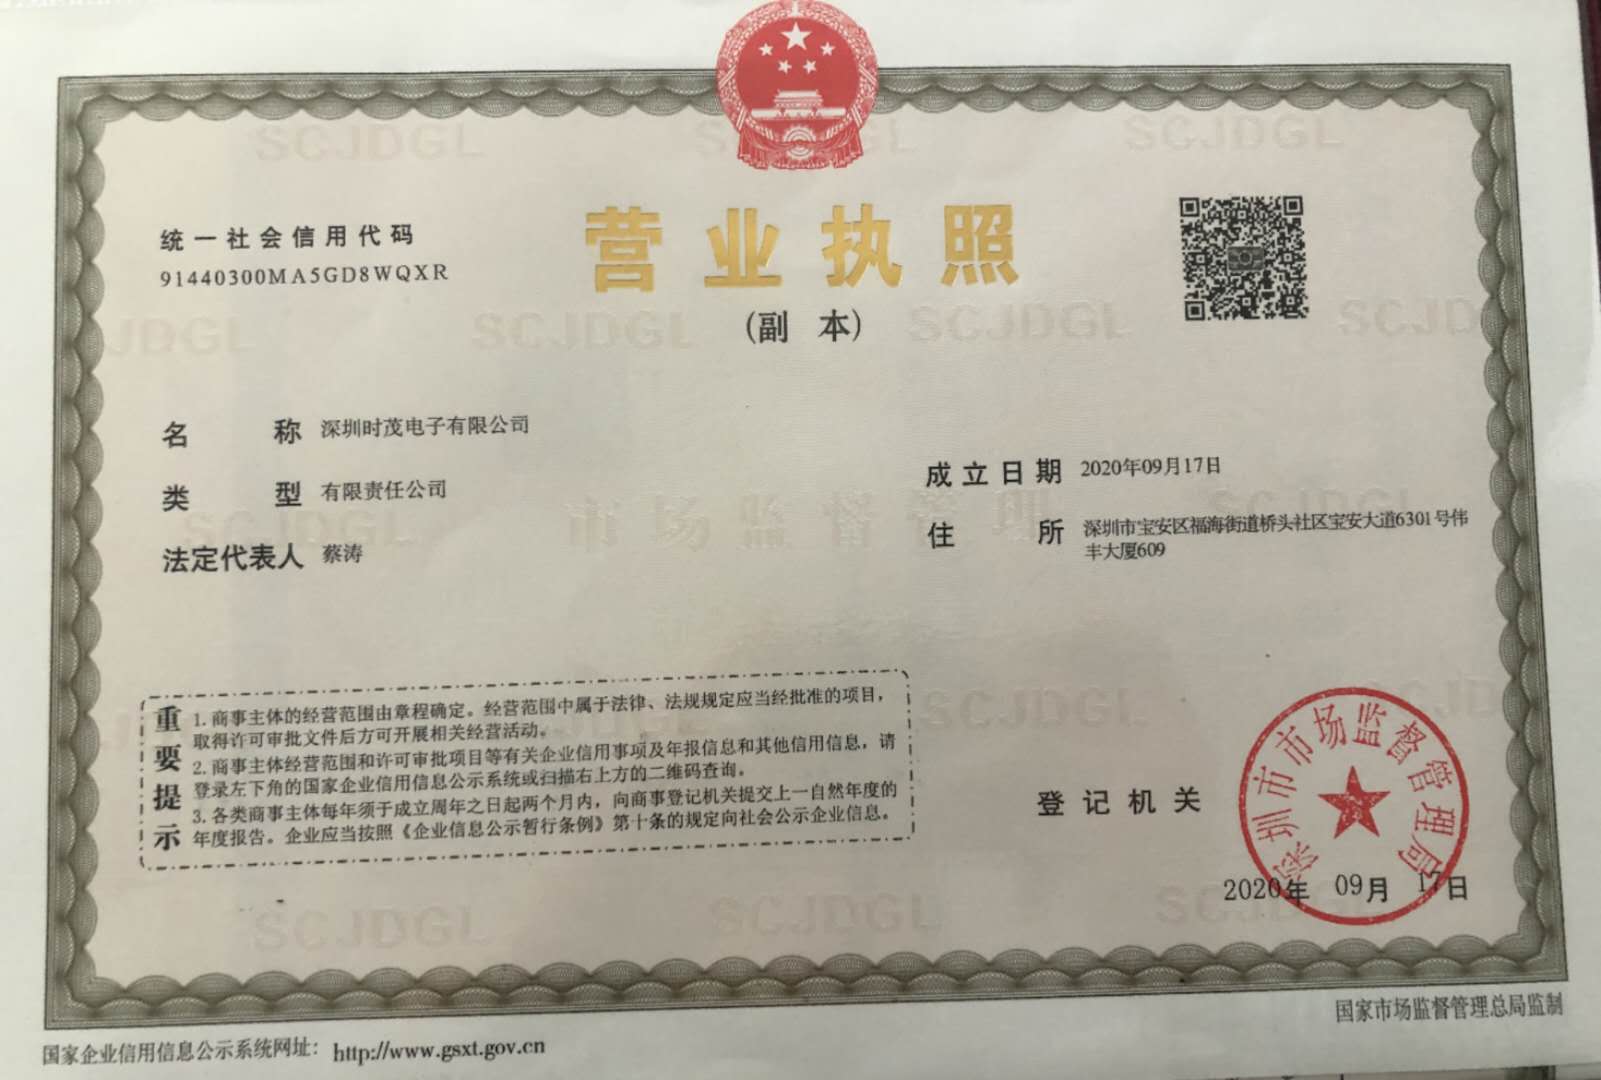 SCJDGL
SCJDGL
统一社会信用代码
91440300MA5GD8WQXR
营业执照
(副 本)
JDGL
SCJDGL
SCJDGL
SCJD
名 称 深圳时茂电子有限公司
类 型 有限责任公司
法定代表人 蔡涛
成立日期 2020年09月17日
住 所 深圳市宝安区福海街道桥头社区宝安大道6301号伟
丰大厦609
SCJDGL
市场监督管理
SCJDGL
重要提示
1. 商事主体的经营范围由章程确定。经营范围中属于法律、法规规定应当经批准的项目，
取得许可审批文件后方可开展相关经营活动。
2. 商事主体经营范围和许可审批项目等有关企业信用事项及年报信息和其他信用信息，请
登录左下角的国家企业信用信息公示系统或扫描右上方的二维码查询。
3. 各类商事主体每年须于成立周年之日起两个月内，向商事登记机关提交上一自然年度的
年度报告。企业应当按照《企业信息公示暂行条例》第十条的规定向社会公示企业信息。
SCJDGL
登记机关
深圳市市场监督管理局
2020年 09月 17日
SCJDGL
SCJDGL
SCJDGL
国家企业信用信息公示系统网址： http://www.gsxt.gov.cn
国家市场监督管理总局监制